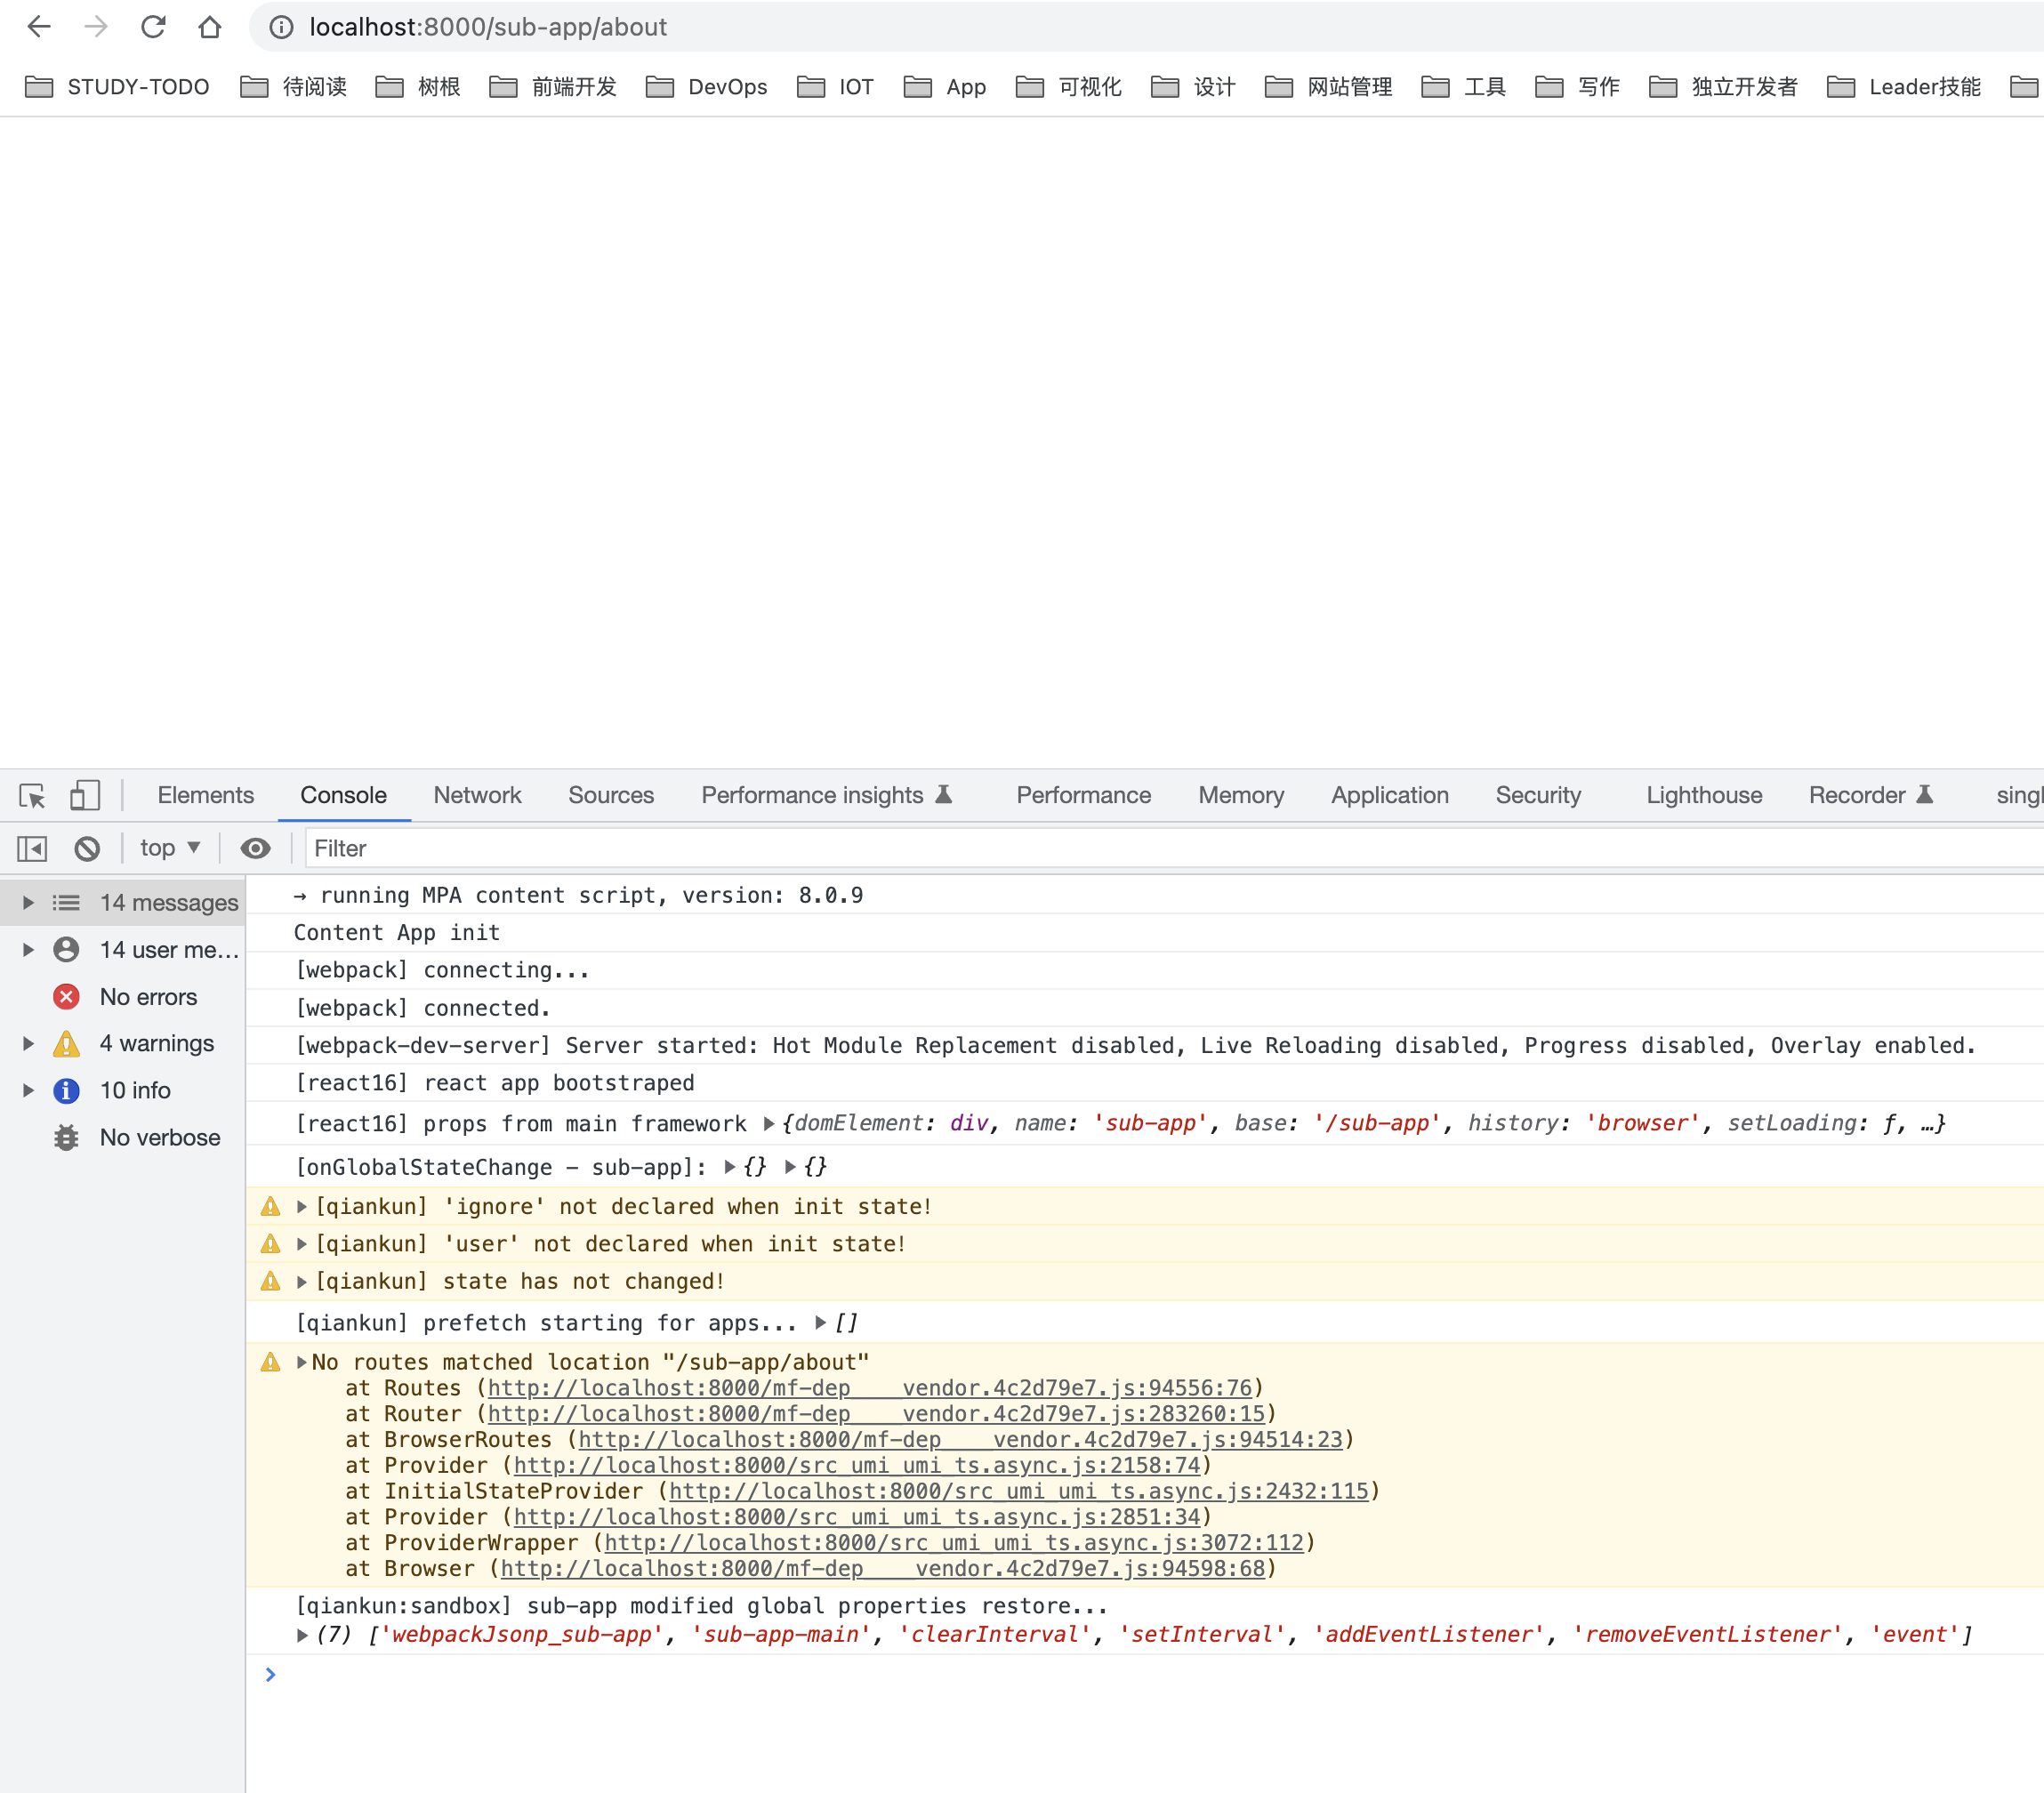 localhost:8000/sub-app/about
STUDY-TODO 待阅读 树根 前端开发 DevOps IOT App 可视化 设计 网站管理 工具 写作 独立开发者 Leader技能
Elements Console Network Sources Performance insights Performance Memory Application Security Lighthouse Recorder singl
top Filter
14 messages
14 user me…
No errors
4 warnings
10 info
No verbose
→ running MPA content script, version: 8.0.9
Content App init
[webpack] connecting...
[webpack] connected.
[webpack-dev-server] Server started: Hot Module Replacement disabled, Live Reloading disabled, Progress disabled, Overlay enabled.
[react16] react app bootstraped
[react16] props from main framework ▶{domElement: div, name: 'sub-app', base: '/sub-app', history: 'browser', setLoading: ƒ, …}
[onGlobalStateChange - sub-app]: ▶{} ▶{}
▶[qiankun] 'ignore' not declared when init state!
▶[qiankun] 'user' not declared when init state!
▶[qiankun] state has not changed!
[qiankun] prefetch starting for apps... ▶[]
▶No routes matched location "/sub-app/about"
at Routes (http://localhost:8000/mf-dep____vendor.4c2d79e7.js:94556:76)
at Router (http://localhost:8000/mf-dep____vendor.4c2d79e7.js:283260:15)
at BrowserRoutes (http://localhost:8000/mf-dep____vendor.4c2d79e7.js:94514:23)
at Provider (http://localhost:8000/src_umi_umi_ts.async.js:2158:74)
at InitialStateProvider (http://localhost:8000/src_umi_umi_ts.async.js:2432:115)
at Provider (http://localhost:8000/src_umi_umi_ts.async.js:2851:34)
at ProviderWrapper (http://localhost:8000/src_umi_umi_ts.async.js:3072:112)
at Browser (http://localhost:8000/mf-dep____vendor.4c2d79e7.js:94598:68)
[qiankun:sandbox] sub-app modified global properties restore...
▶(7) ['webpackJsonp_sub-app', 'sub-app-main', 'clearInterval', 'setInterval', 'addEventListener', 'removeEventListener', 'event']